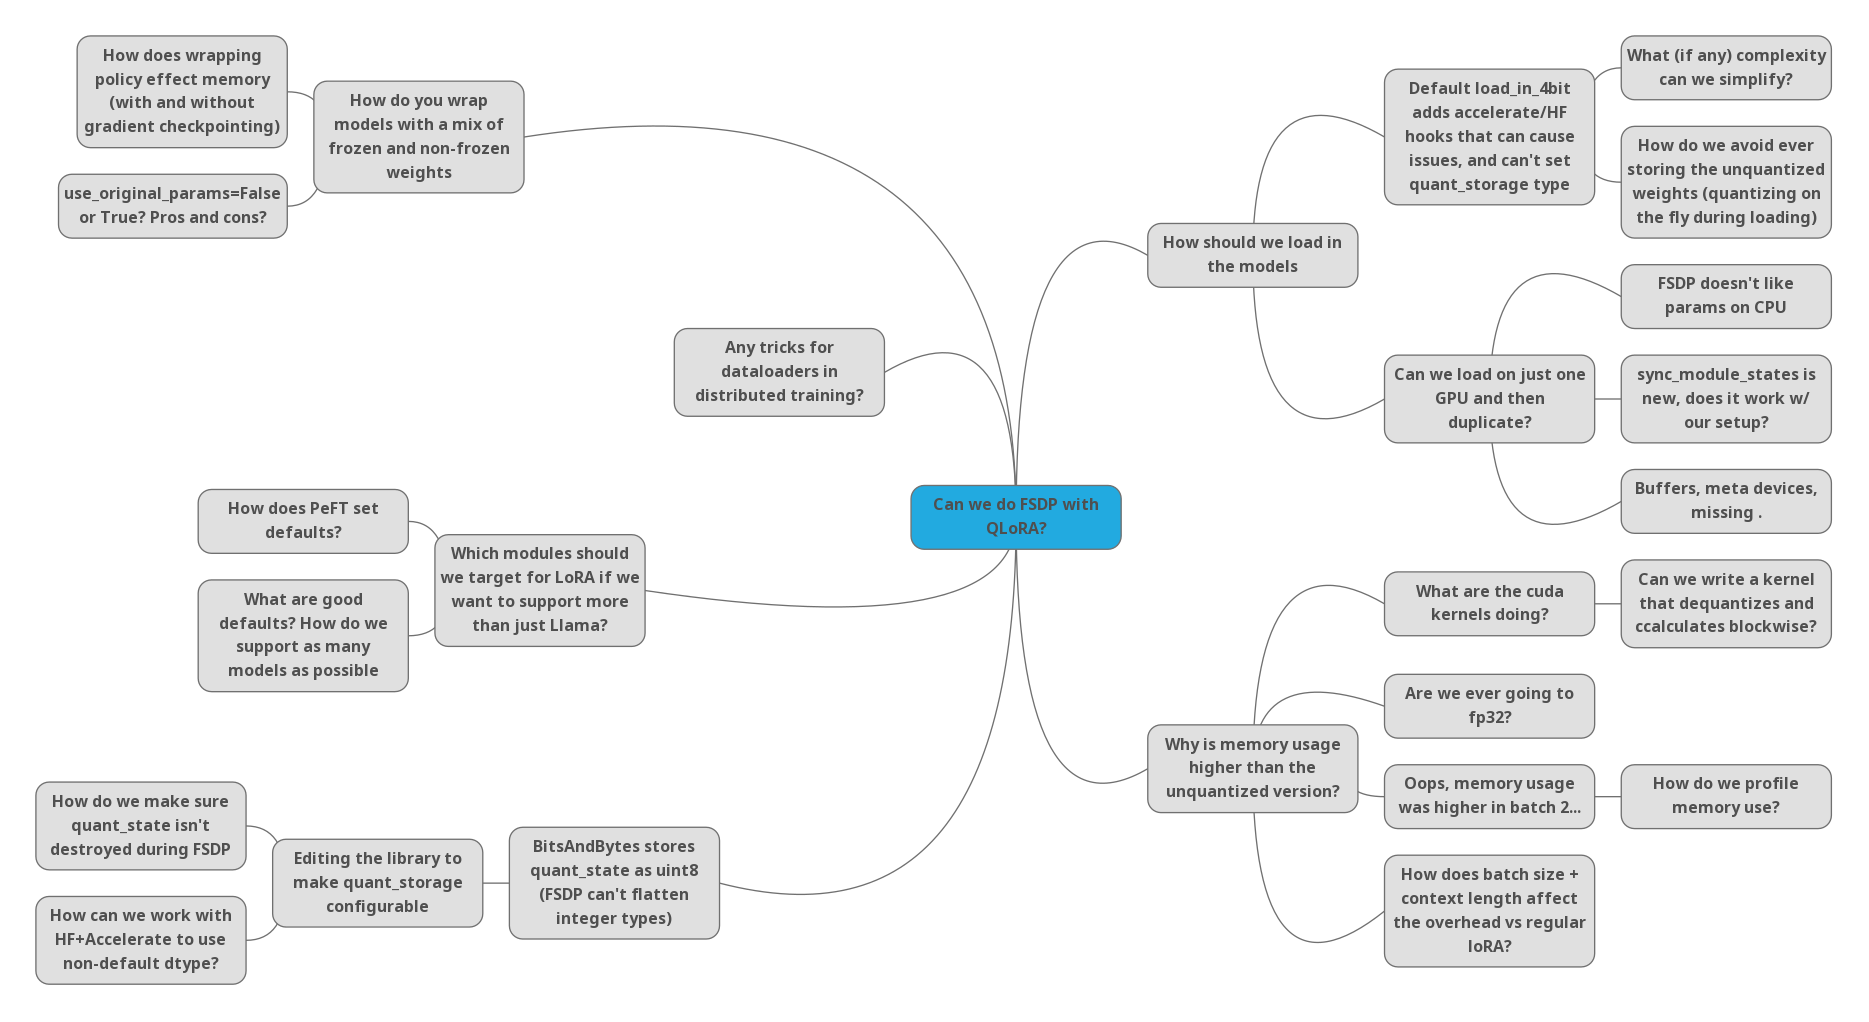 How does wrapping
policy effect memory
(with and without
gradient checkpointing)
use_original_params=False
or True? Pros and cons?
How do you wrap
models with a mix of
frozen and non-frozen
weights
Any tricks for
dataloaders in
distributed training?
How does PeFT set
defaults?
What are good
defaults? How do we
support as many
models as possible
Which modules should
we target for LoRA if we
want to support more
than just Llama?
How do we make sure
quant_state isn't
destroyed during FSDP
How can we work with
HF+Accelerate to use
non-default dtype?
Editing the library to
make quant_storage
configurable
BitsAndBytes stores
quant_state as uint8
(FSDP can't flatten
integer types)
Can we do FSDP with
QLoRA?
How should we load in
the models
Default load_in_4bit
adds accelerate/HF
hooks that can cause
issues, and can't set
quant_storage type
What (if any) complexity
can we simplify?
How do we avoid ever
storing the unquantized
weights (quantizing on
the fly during loading)
Can we load on just one
GPU and then
duplicate?
FSDP doesn't like
params on CPU
sync_module_states is
new, does it work w/
our setup?
Buffers, meta devices,
missing .
Why is memory usage
higher than the
unquantized version?
What are the cuda
kernels doing?
Can we write a kernel
that dequantizes and
ccalculates blockwise?
Are we ever going to
fp32?
Oops, memory usage
was higher in batch 2...
How do we profile
memory use?
How does batch size +
context length affect
the overhead vs regular
loRA?